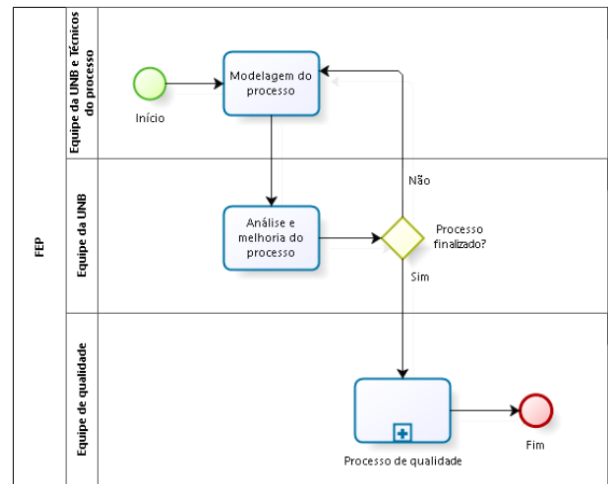 FEP
Equipe da UNB e Técnicos
do processo
Início
Modelagem do
processo
Não
Equipe da UNB
Análise e
melhoria do
processo
Processo
finalizado?
Sim
Equipe de qualidade
Processo de qualidade
Fim